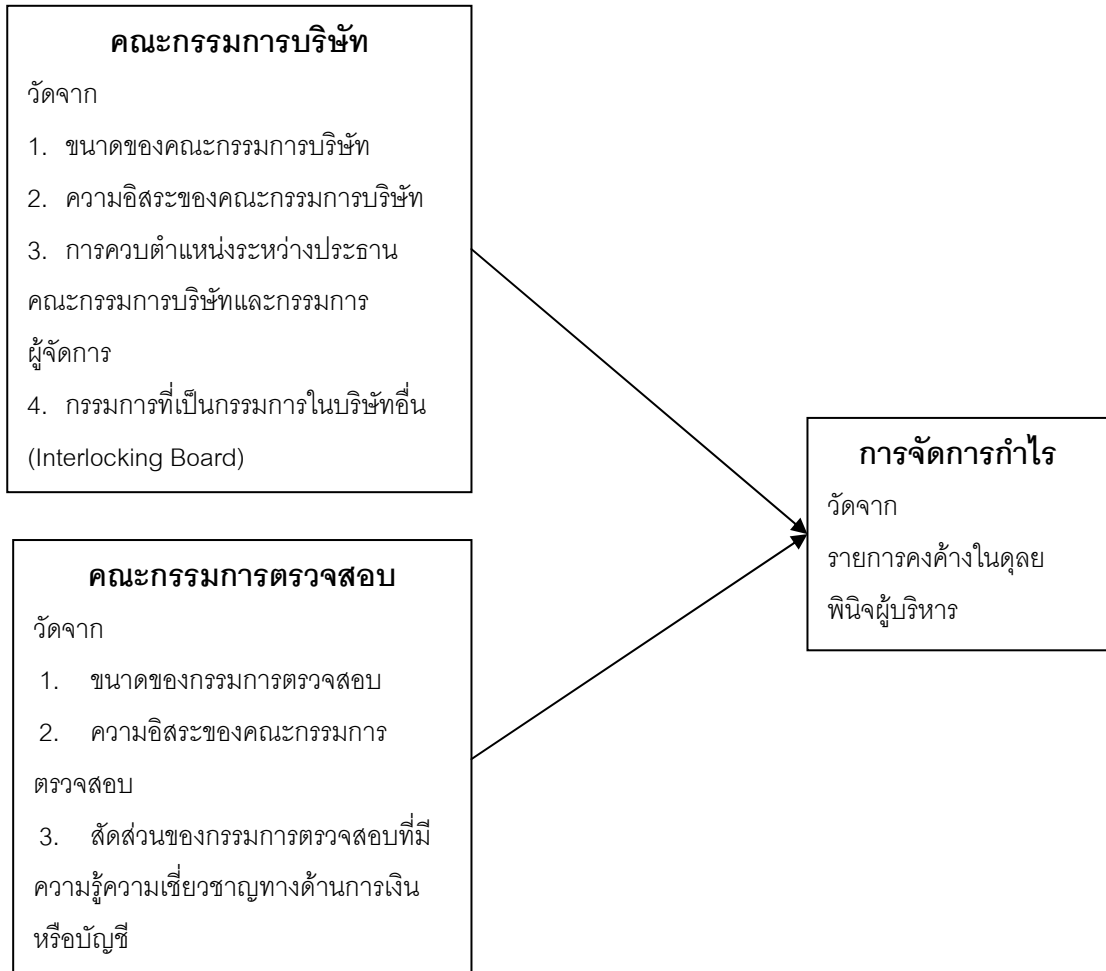 คณะกรรมการบริษัท
วัดจาก
1. ขนาดของคณะกรรมการบริษัท
2. ความอิสระของคณะกรรมการบริษัท
3. การควบตำแหน่งระหว่างประธาน
คณะกรรมการบริษัทและกรรมการ
ผู้จัดการ
4. กรรมการที่เป็นกรรมการในบริษัทอื่น
(Interlocking Board)
คณะกรรมการตรวจสอบ
วัดจาก
1. ขนาดของกรรมการตรวจสอบ
2. ความอิสระของคณะกรรมการ
ตรวจสอบ
3. สัดส่วนของกรรมการตรวจสอบที่มี
ความรู้ความเชี่ยวชาญทางด้านการเงิน
หรือบัญชี
การจัดการกำไร
วัดจาก
รายการคงค้างในดุลย
พินิจผู้บริหาร